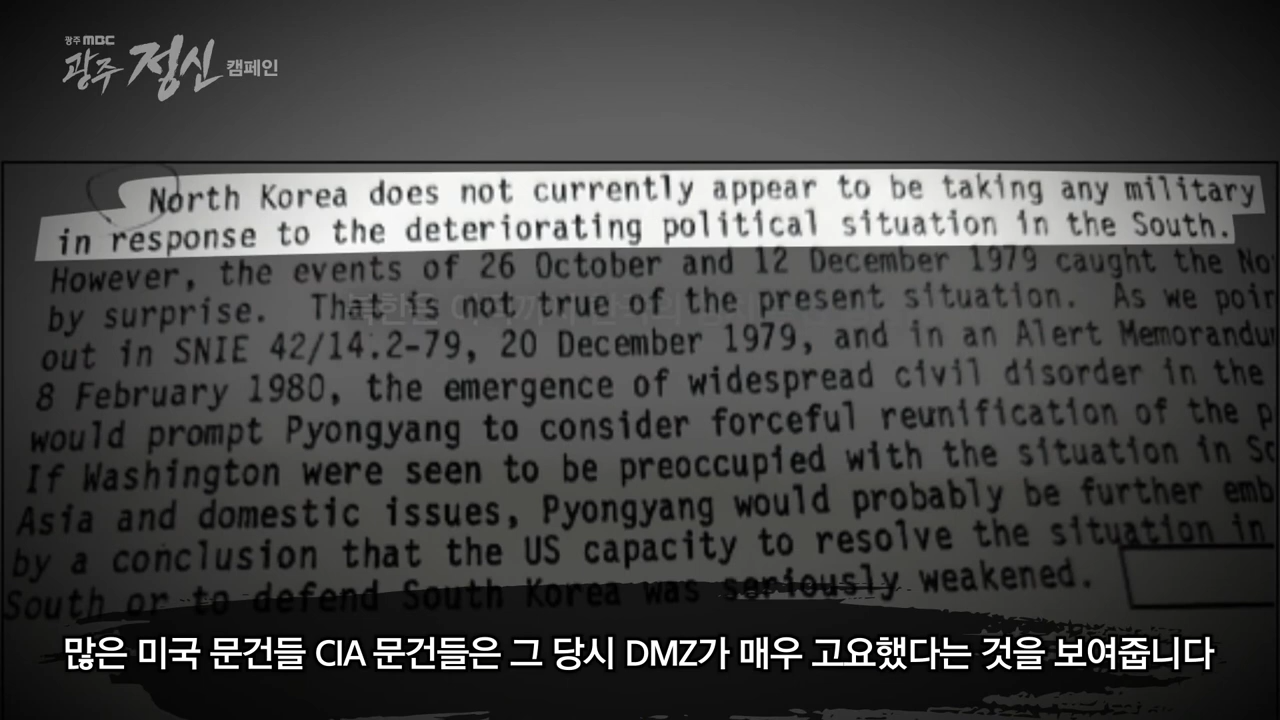 광주MBC
광주 정신 캠페인
North Korea does not currently appear to be taking any military
in response to the deteriorating political situation in the South.
However, the events of 26 October and 12 December 1979 caught the No
by surprise. That is not true of the present situation. As we poin
out in SNIE 42/14.2-79, 20 December 1979, and in an Alert Memorandu
8 February 1980, the emergence of widespread civil disorder in the
would prompt Pyongyang to consider forceful reunification of the p
If Washington were seen to be preoccupied with the situation in So
Asia and domestic issues, Pyongyang would probably be further emb
by a conclusion that the US capacity to resolve the situation in
South or to defend South Korea was seriously weakened.
많은 미국 문건들 CIA 문건들은 그 당시 DMZ가 매우 고요했다는 것을 보여줍니다